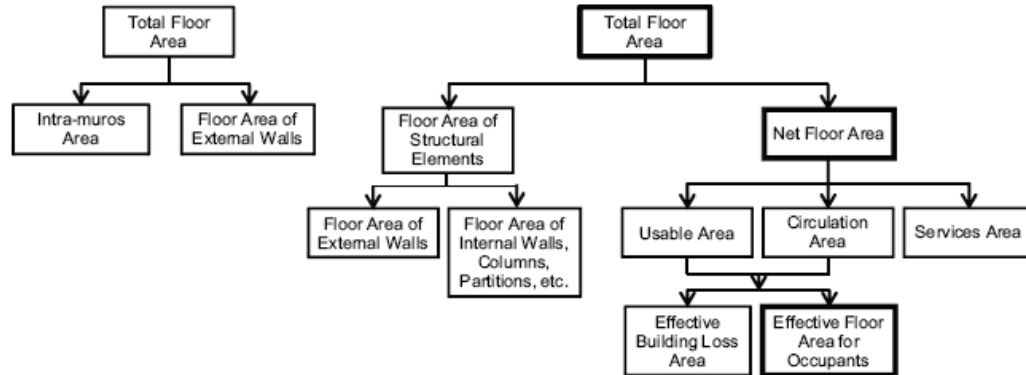 Total Floor
Area
Intra-muros
Area
Floor Area of
External Walls
Total Floor
Area
Floor Area of
Structural
Elements
Net Floor Area
Floor Area of
External Walls
Floor Area of
Internal Walls,
Columns,
Partitions, etc.
Usable Area
Circulation
Area
Services Area
Effective
Building Loss
Area
Effective Floor
Area for
Occupants